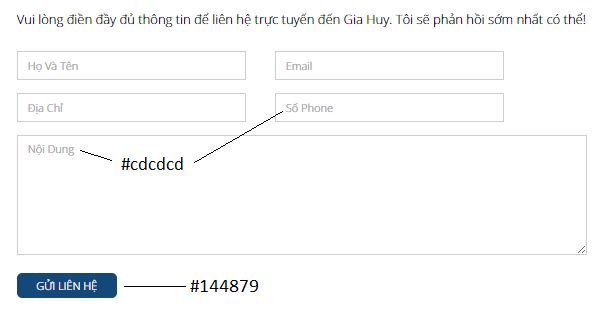 Vui lòng điền đầy đủ thông tin để liên hệ trực tuyến đến Gia Huy. Tôi sẽ phản hồi sớm nhất có thể!
Họ Và Tên
Email
Địa Chỉ
Số Phone
Nội Dung
#cdcdcd
GỬI LIÊN HỆ
#144879